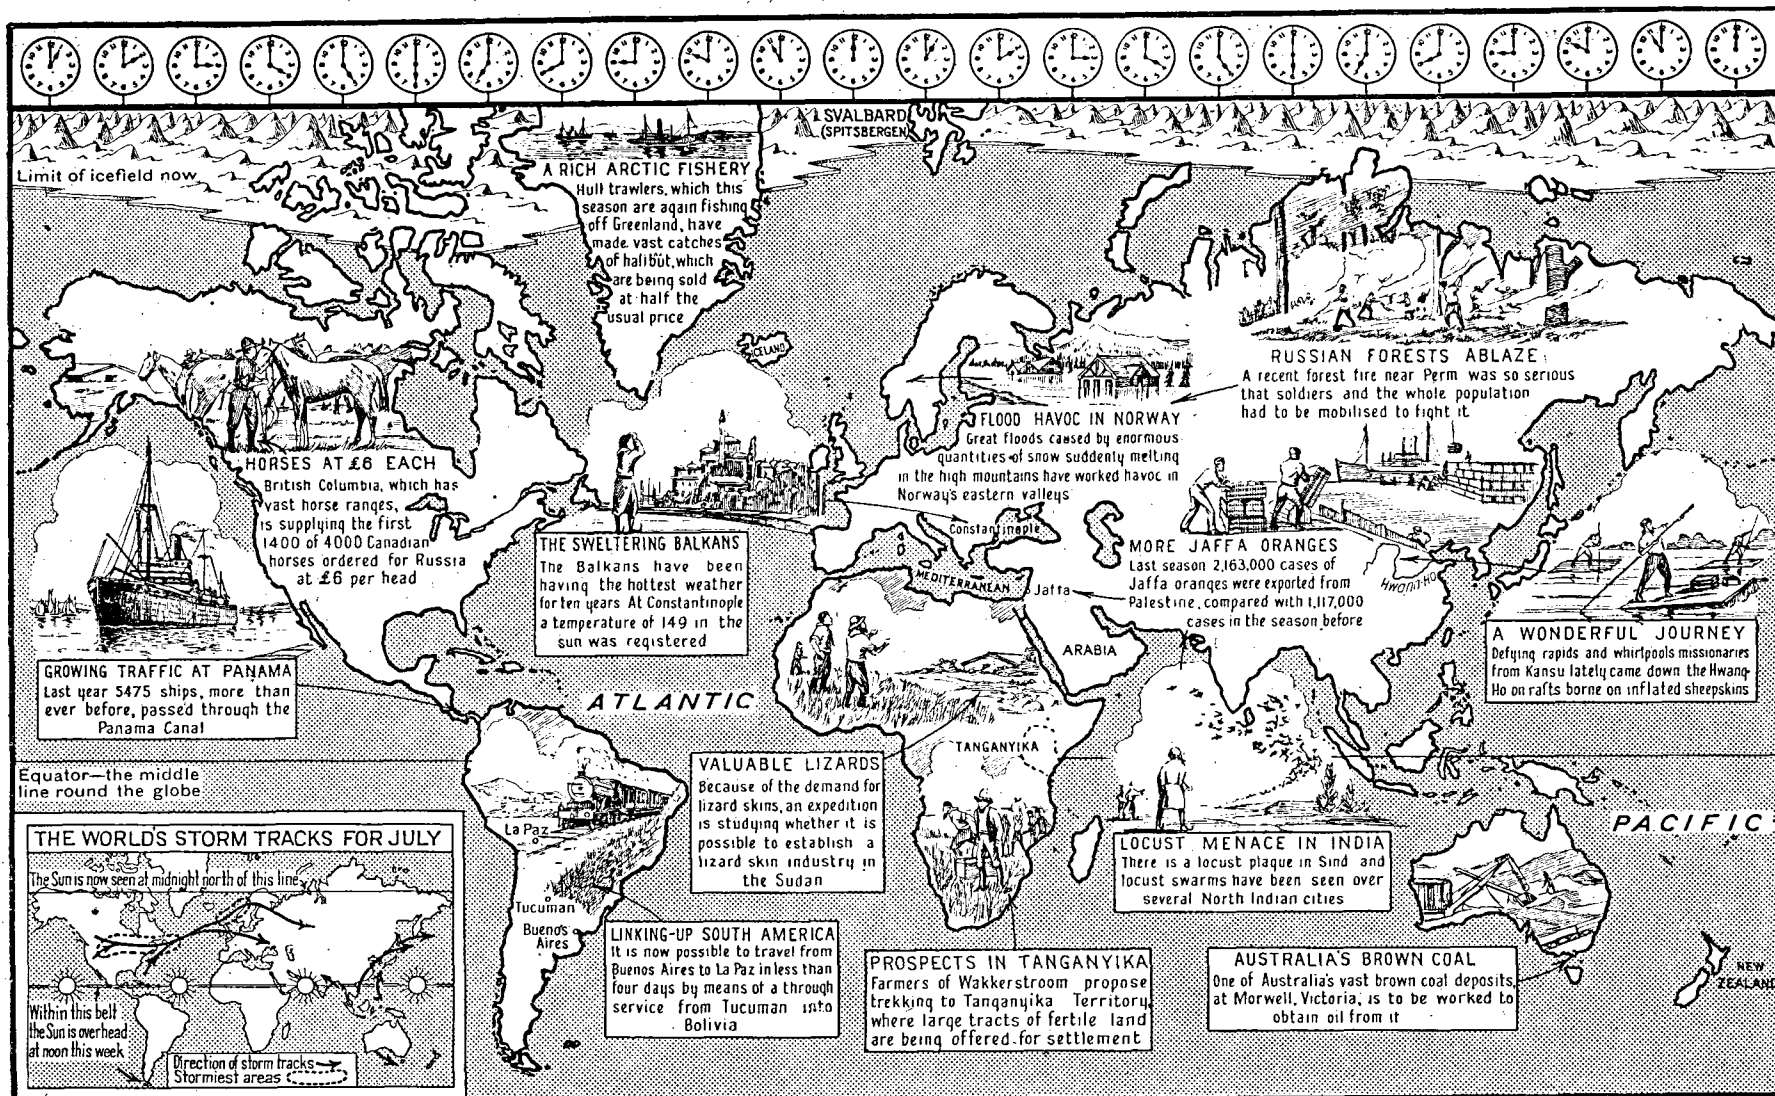 SVALBARD
(SPITSBERGEN)
Limit of icefield now
A RICH ARCTIC FISHERY
Hull trawlers, which this
season are again fishing
off Greenland, have
made vast catches
of halibut, which
are being sold
at half the
usual price
ICELAND
RUSSIAN FORESTS ABLAZE
A recent forest fire near Perm was so serious
that soldiers and the whole population
had to be mobilised to fight it
FLOOD HAVOC IN NORWAY
Great floods caused by enormous
quantities of snow suddenly melting
in the high mountains have worked havoc in
Norway's eastern valleys
HORSES AT £6 EACH
British Columbia, which has
vast horse ranges,
is supplying the first
1400 of 4000 Canadian
horses ordered for Russia
at £6 per head
THE SWELTERING BALKANS
The Balkans have been
having the hottest weather
for ten years At Constantinople
a temperature of 149 in the
sun was registered
Constantinople
MEDITERRANEAN
Jaffa
MORE JAFFA ORANGES
Last season 2,163,000 cases of
Jaffa oranges were exported from
Palestine, compared with 1,117,000
cases in the season before
Hwang-Ho
A WONDERFUL JOURNEY
Defying rapids and whirlpools missionaries
from Kansu lately came down the Hwang-
Ho on rafts borne on inflated sheepskins
GROWING TRAFFIC AT PANAMA
Last year 5475 ships, more than
ever before, passed through the
Panama Canal
ARABIA
ATLANTIC
TANGANYIKA
Equator—the middle
line round the globe
VALUABLE LIZARDS
Because of the demand for
lizard skins, an expedition
is studying whether it is
possible to establish a
lizard skin industry in
the Sudan
PACIFIC
La Paz
Tucuman
Buenos
Aires
LOCUST MENACE IN INDIA
There is a locust plague in Sind and
locust swarms have been seen over
several North Indian cities
LINKING-UP SOUTH AMERICA
It is now possible to travel from
Buenos Aires to La Paz in less than
four days by means of a through
service from Tucuman into
Bolivia
PROSPECTS IN TANGANYIKA
Farmers of Wakkerstroom propose
trekking to Tanganyika Territory,
where large tracts of fertile land
are being offered for settlement
AUSTRALIA'S BROWN COAL
One of Australia's vast brown coal deposits,
at Morwell, Victoria, is to be worked to
obtain oil from it
NEW
ZEALAND
THE WORLD'S STORM TRACKS FOR JULY
The Sun is now seen at midnight north of this line
Within this belt
the Sun is overhead
at noon this week
Direction of storm tracks
Stormiest areas